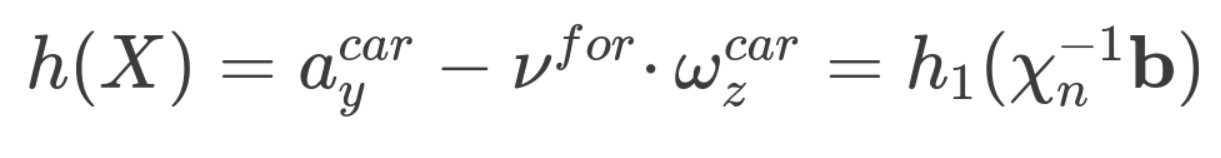 h(X) = a_y^{car} − ν^{for} · ω_z^{car} = h_1(χ_n^{−1}𝐛)